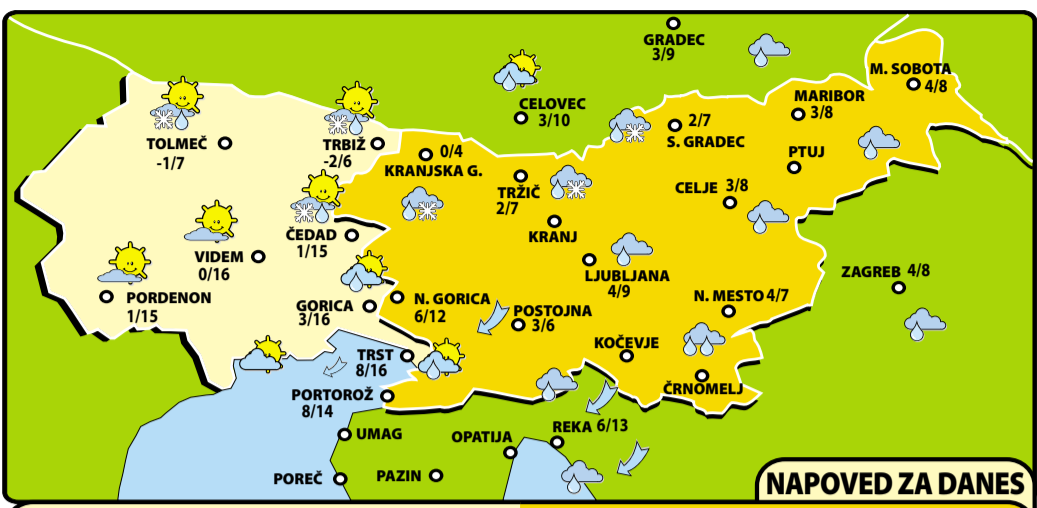 GRADEC
3/9
M. SOBOTA
4/8
MARIBOR
3/8
CELOVEC
3/10
2/7
S. GRADEC
TOLMEČ
-1/7
TRBIŽ
-2/6
0/4
KRANJSKA G.
PTUJ
TRŽIČ
2/7
CELJE 3/8
KRANJ
ČEDAD
1/15
VIDEM
0/16
LJUBLJANA
4/9
ZAGREB 4/8
PORDENON
1/15
GORICA
3/16
N. GORICA
6/12
POSTOJNA
3/6
N. MESTO 4/7
KOČEVJE
TRST
8/16
ČRNOMELJ
PORTOROŽ
8/14
UMAG
OPATIJA
REKA 6/13
POREČ
PAZIN
NAPOVED ZA DANES